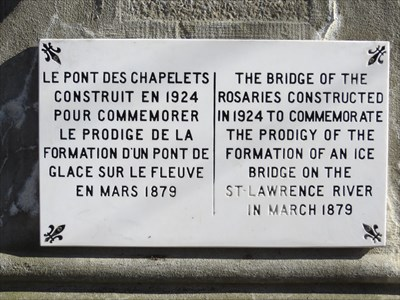 LE PONT DES CHAPELETS
CONSTRUIT EN 1924
POUR COMMEMORER
LE PRODIGE DE LA
FORMATION D'UN PONT DE
GLACE SUR LE FLEUVE
EN MARS 1879
THE BRIDGE OF THE
ROSARIES CONSTRUCTED
IN 1924 TO COMMEMORATE
THE PRODIGY OF THE
FORMATION OF AN ICE
BRIDGE ON THE
ST-LAWRENCE RIVER
IN MARCH 1879